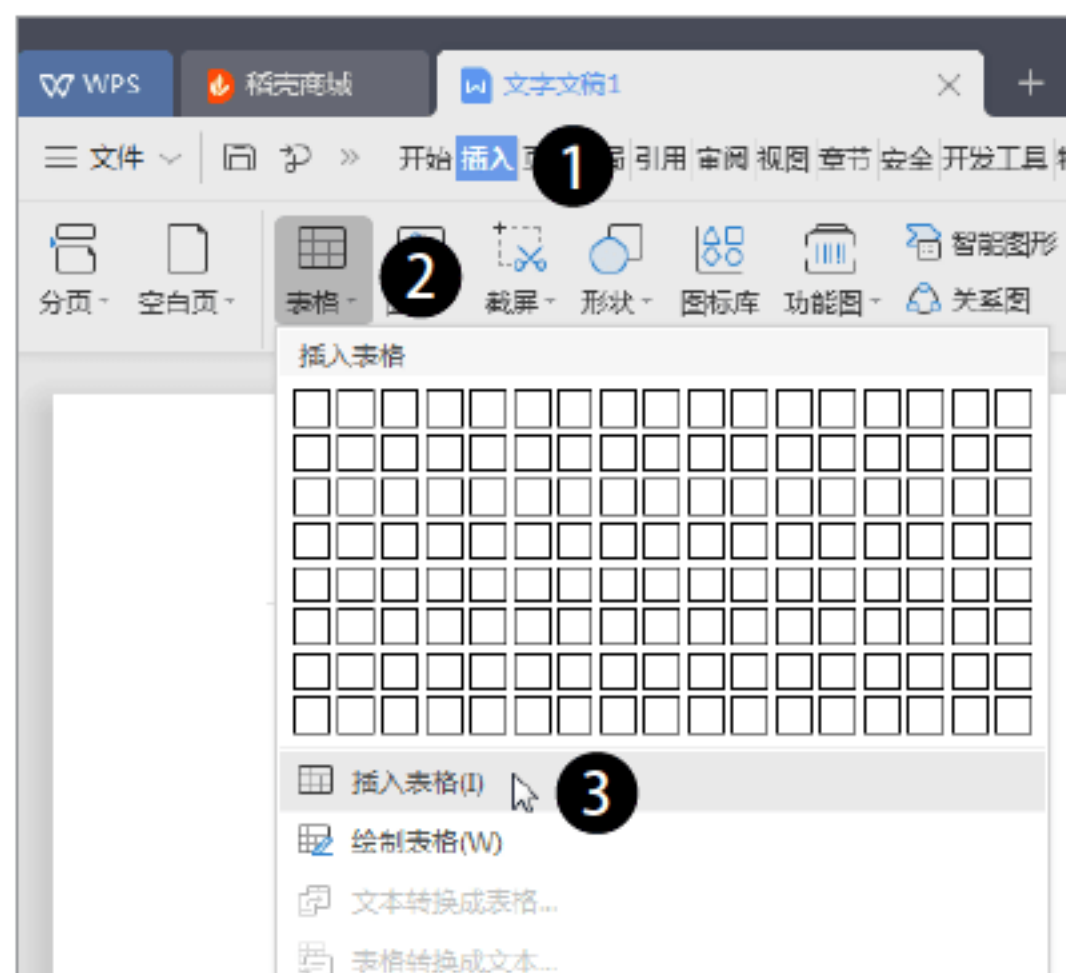 WPS 稻壳商城 文字文稿1
文件 开始 插入 1 引用 审阅 视图 章节 安全 开发工具
智能图形
分页 空白页 表格 2 截屏 形状 图标库 功能图 关系图
插入表格
插入表格(I) 3
绘制表格(W)
文本转换成表格...
表格转换成文本...